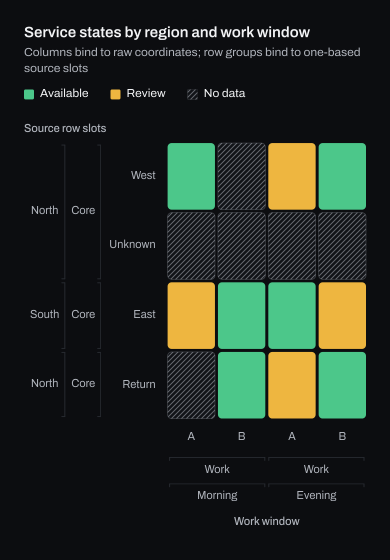 Service states by region and work window
Columns bind to raw coordinates; row groups bind to one-based
source slots
Available Review No data
Source row slots
West
North Core
Unknown
South Core East
North Core Return
A B A B
Work Work
Morning Evening
Work window